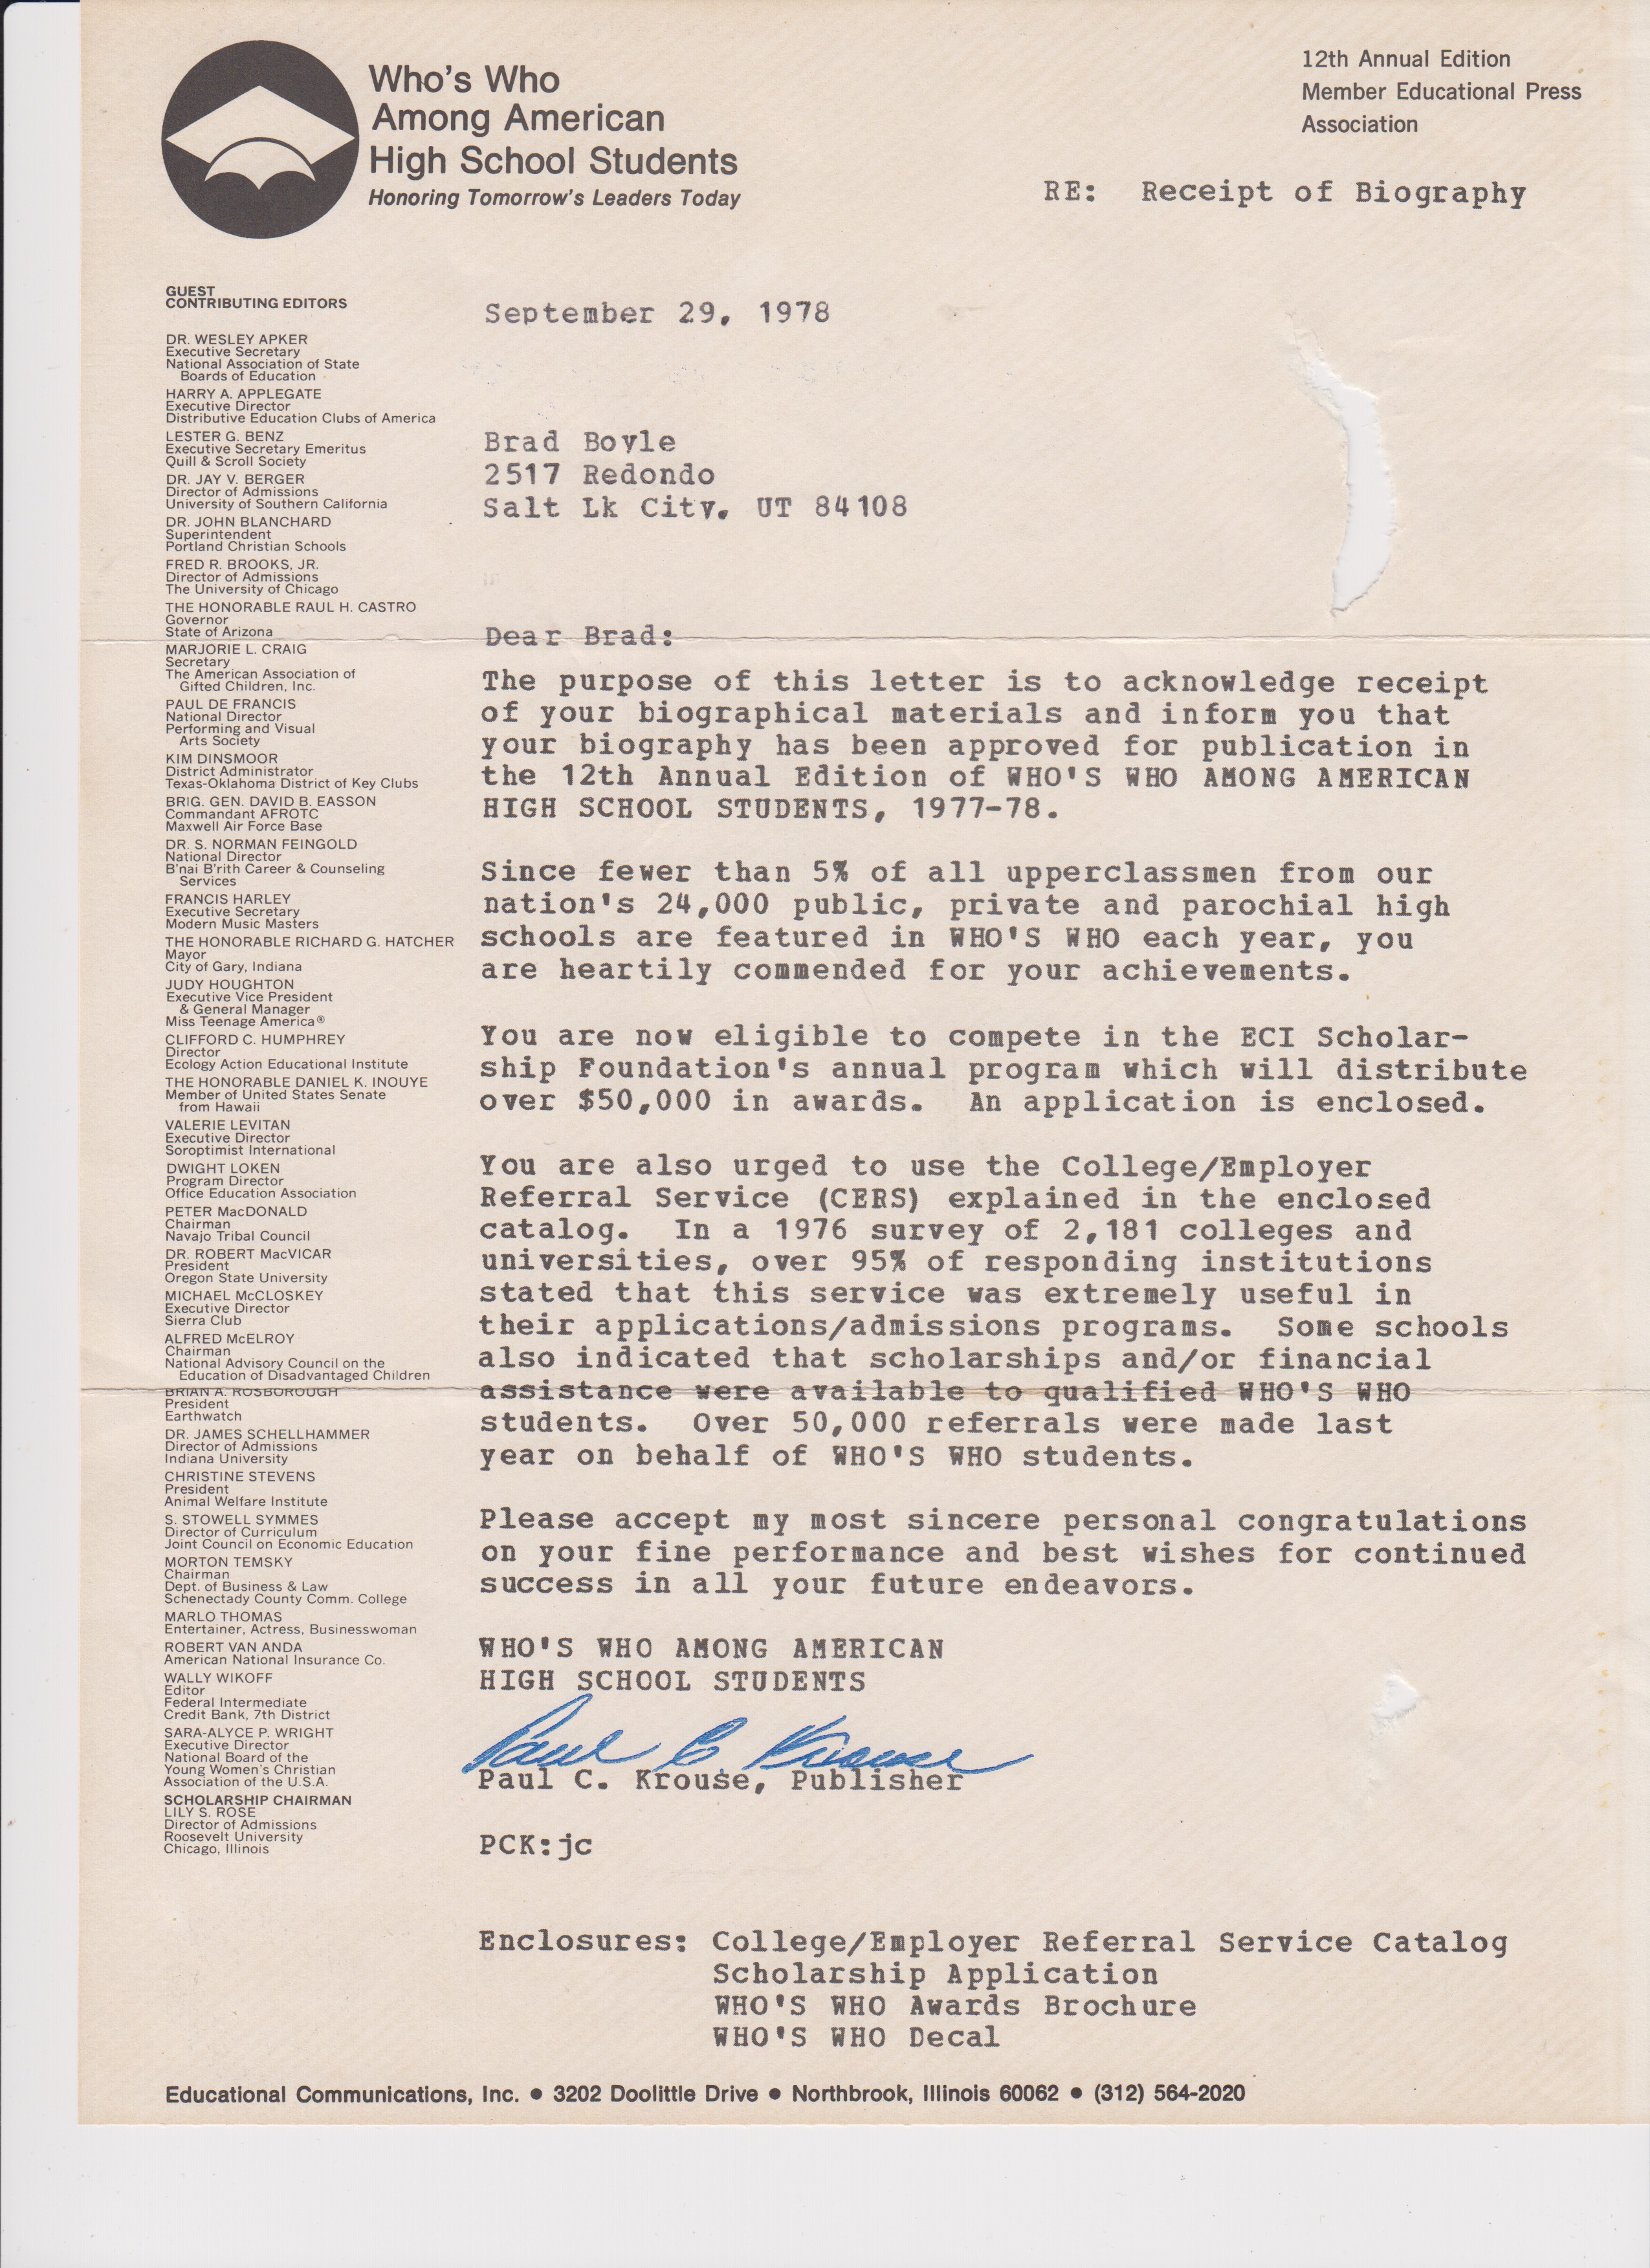 Who's Who
Among American
High School Students
Honoring Tomorrow's Leaders Today
12th Annual Edition
Member Educational Press
Association
RE: Receipt of Biography
GUEST
CONTRIBUTING EDITORS
DR. WESLEY APKER
Executive Secretary
National Association of State
Boards of Education
HARRY A. APPLEGATE
Executive Director
Distributive Education Clubs of America
LESTER G. BENZ
Executive Secretary Emeritus
Quill & Scroll Society
DR. JAY V. BERGER
Director of Admissions
University of Southern California
DR. JOHN BLANCHARD
Superintendent
Portland Christian Schools
FRED R. BROOKS, JR.
Director of Admissions
The University of Chicago
THE HONORABLE RAUL H. CASTRO
Governor
State of Arizona
MARJORIE L. CRAIG
Secretary
The American Association of
Gifted Children, Inc.
PAUL DE FRANCIS
National Director
Performing and Visual
Arts Society
KIM DINSMOOR
District Administrator
Texas-Oklahoma District of Key Clubs
BRIG. GEN. DAVID B. EASSON
Commandant AFROTC
Maxwell Air Force Base
DR. S. NORMAN FEINGOLD
National Director
B'nai B'rith Career & Counseling
Services
FRANCIS HARLEY
Executive Secretary
Modern Music Masters
THE HONORABLE RICHARD G. HATCHER
Mayor
City of Gary, Indiana
JUDY HOUGHTON
Executive Vice President
& General Manager
Miss Teenage America®
CLIFFORD C. HUMPHREY
Director
Ecology Action Educational Institute
THE HONORABLE DANIEL K. INOUYE
Member of United States Senate
from Hawaii
VALERIE LEVITAN
Executive Director
Soroptimist International
DWIGHT LOKEN
Program Director
Office Education Association
PETER MacDONALD
Chairman
Navajo Tribal Council
DR. ROBERT MacVICAR
President
Oregon State University
MICHAEL McCLOSKEY
Executive Director
Sierra Club
ALFRED McELROY
Chairman
National Advisory Council on the
Education of Disadvantaged Children
BRIAN A. ROSBOROUGH
President
Earthwatch
DR. JAMES SCHELLHAMMER
Director of Admissions
Indiana University
CHRISTINE STEVENS
President
Animal Welfare Institute
S. STOWELL SYMMES
Director of Curriculum
Joint Council on Economic Education
MORTON TEMSKY
Chairman
Dept. of Business & Law
Schenectady County Comm. College
MARLO THOMAS
Entertainer, Actress, Businesswoman
ROBERT VAN ANDA
American National Insurance Co.
WALLY WIKOFF
Editor
Federal Intermediate
Credit Bank, 7th District
SARA-ALYCE P. WRIGHT
Executive Director
National Board of the
Young Women's Christian
Association of the U.S.A.
SCHOLARSHIP CHAIRMAN
LILY S. ROSE
Director of Admissions
Roosevelt University
Chicago, Illinois
September 29, 1978
Brad Boyle
2517 Redondo
Salt Lk City, UT 84108
Dear Brad:
The purpose of this letter is to acknowledge receipt
of your biographical materials and inform you that
your biography has been approved for publication in
the 12th Annual Edition of WHO'S WHO AMONG AMERICAN
HIGH SCHOOL STUDENTS, 1977-78.
Since fewer than 5% of all upperclassmen from our
nation's 24,000 public, private and parochial high
schools are featured in WHO'S WHO each year, you
are heartily commended for your achievements.
You are now eligible to compete in the ECI Scholar-
ship Foundation's annual program which will distribute
over $50,000 in awards. An application is enclosed.
You are also urged to use the College/Employer
Referral Service (CERS) explained in the enclosed
catalog. In a 1976 survey of 2,181 colleges and
universities, over 95% of responding institutions
stated that this service was extremely useful in
their applications/admissions programs. Some schools
also indicated that scholarships and/or financial
assistance were available to qualified WHO'S WHO
students. Over 50,000 referrals were made last
year on behalf of WHO'S WHO students.
Please accept my most sincere personal congratulations
on your fine performance and best wishes for continued
success in all your future endeavors.
WHO'S WHO AMONG AMERICAN
HIGH SCHOOL STUDENTS
Paul C Krouse
Paul C. Krouse, Publisher
PCK:jc
Enclosures: College/Employer Referral Service Catalog
Scholarship Application
WHO'S WHO Awards Brochure
WHO'S WHO Decal
Educational Communications, Inc. ● 3202 Doolittle Drive ● Northbrook, Illinois 60062 ● (312) 564-2020